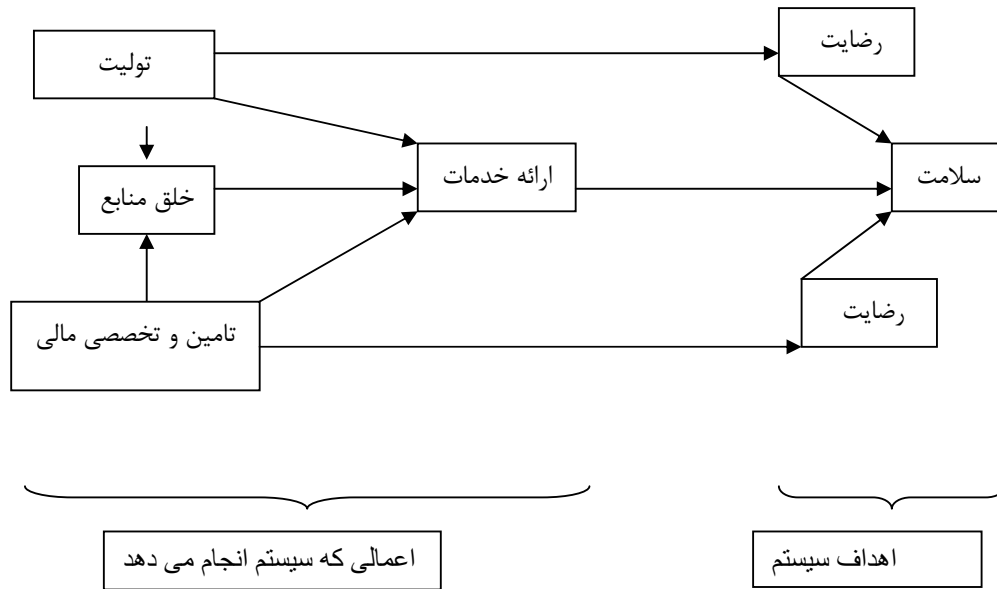 رضایت
تولیت
ارائه خدمات
سلامت
خلق منابع
رضایت
تامین و تخصصی مالی
اعمالی که سیستم انجام می دهد
اهداف سیستم